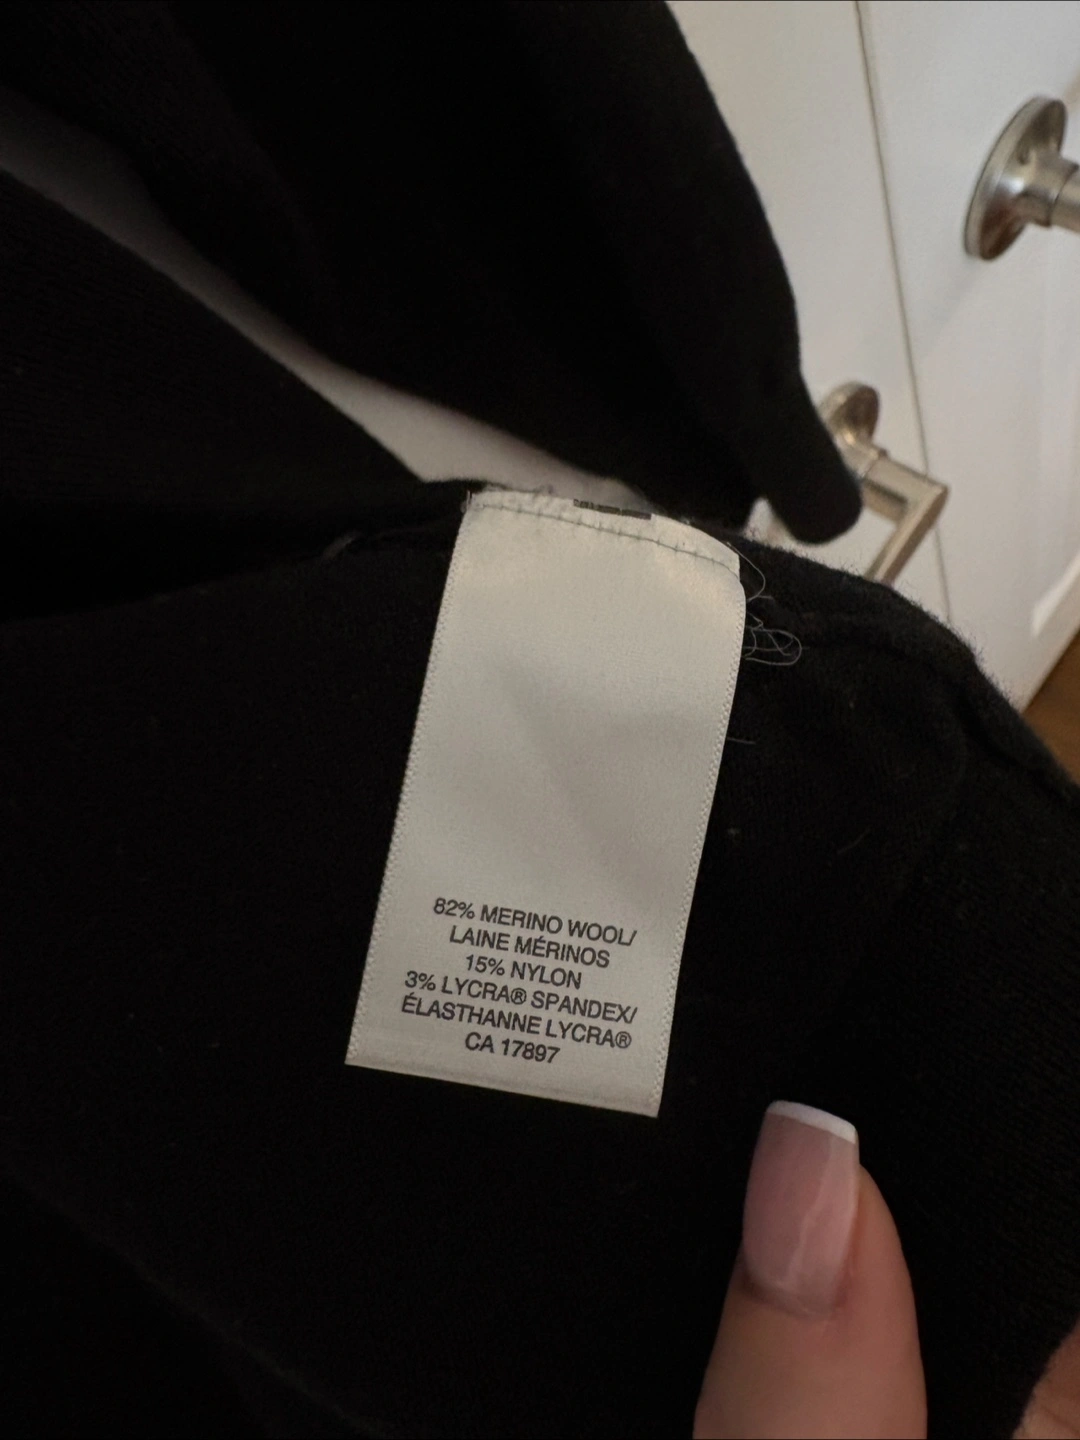 82% MERINO WOOL/
LAINE MÉRINOS
15% NYLON
3% LYCRA® SPANDEX/
ÉLASTHANNE LYCRA®
CA 17897